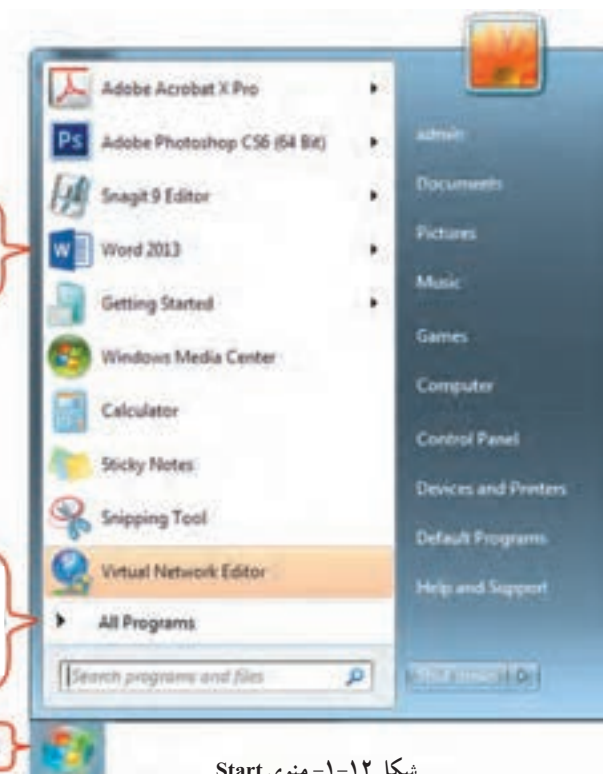 Adobe Acrobat X Pro
Adobe Photoshop CS6 (64 Bit)
Snagit 9 Editor
Word 2013
Getting Started
Windows Media Center
Calculator
Sticky Notes
Snipping Tool
Virtual Network Editor
All Programs
Search programs and files
admin
Documents
Pictures
Music
Games
Computer
Control Panel
Devices and Printers
Default Programs
Help and Support
شکل ۱۲-۱- منوی Start